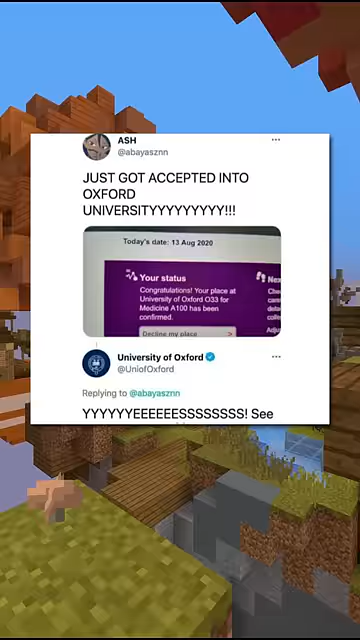 ASH
@abayasznn
JUST GOT ACCEPTED INTO
OXFORD
UNIVERSITYYYYYYYYY!!!
Today's date: 13 Aug 2020
Your status
Congratulations! Your place at
University of Oxford O33 for
Medicine A100 has been
confirmed.
Decline my place >
University of Oxford
@UniofOxford
Replying to @abayasznn
YYYYYYEEEEEESSSSSSSS! See